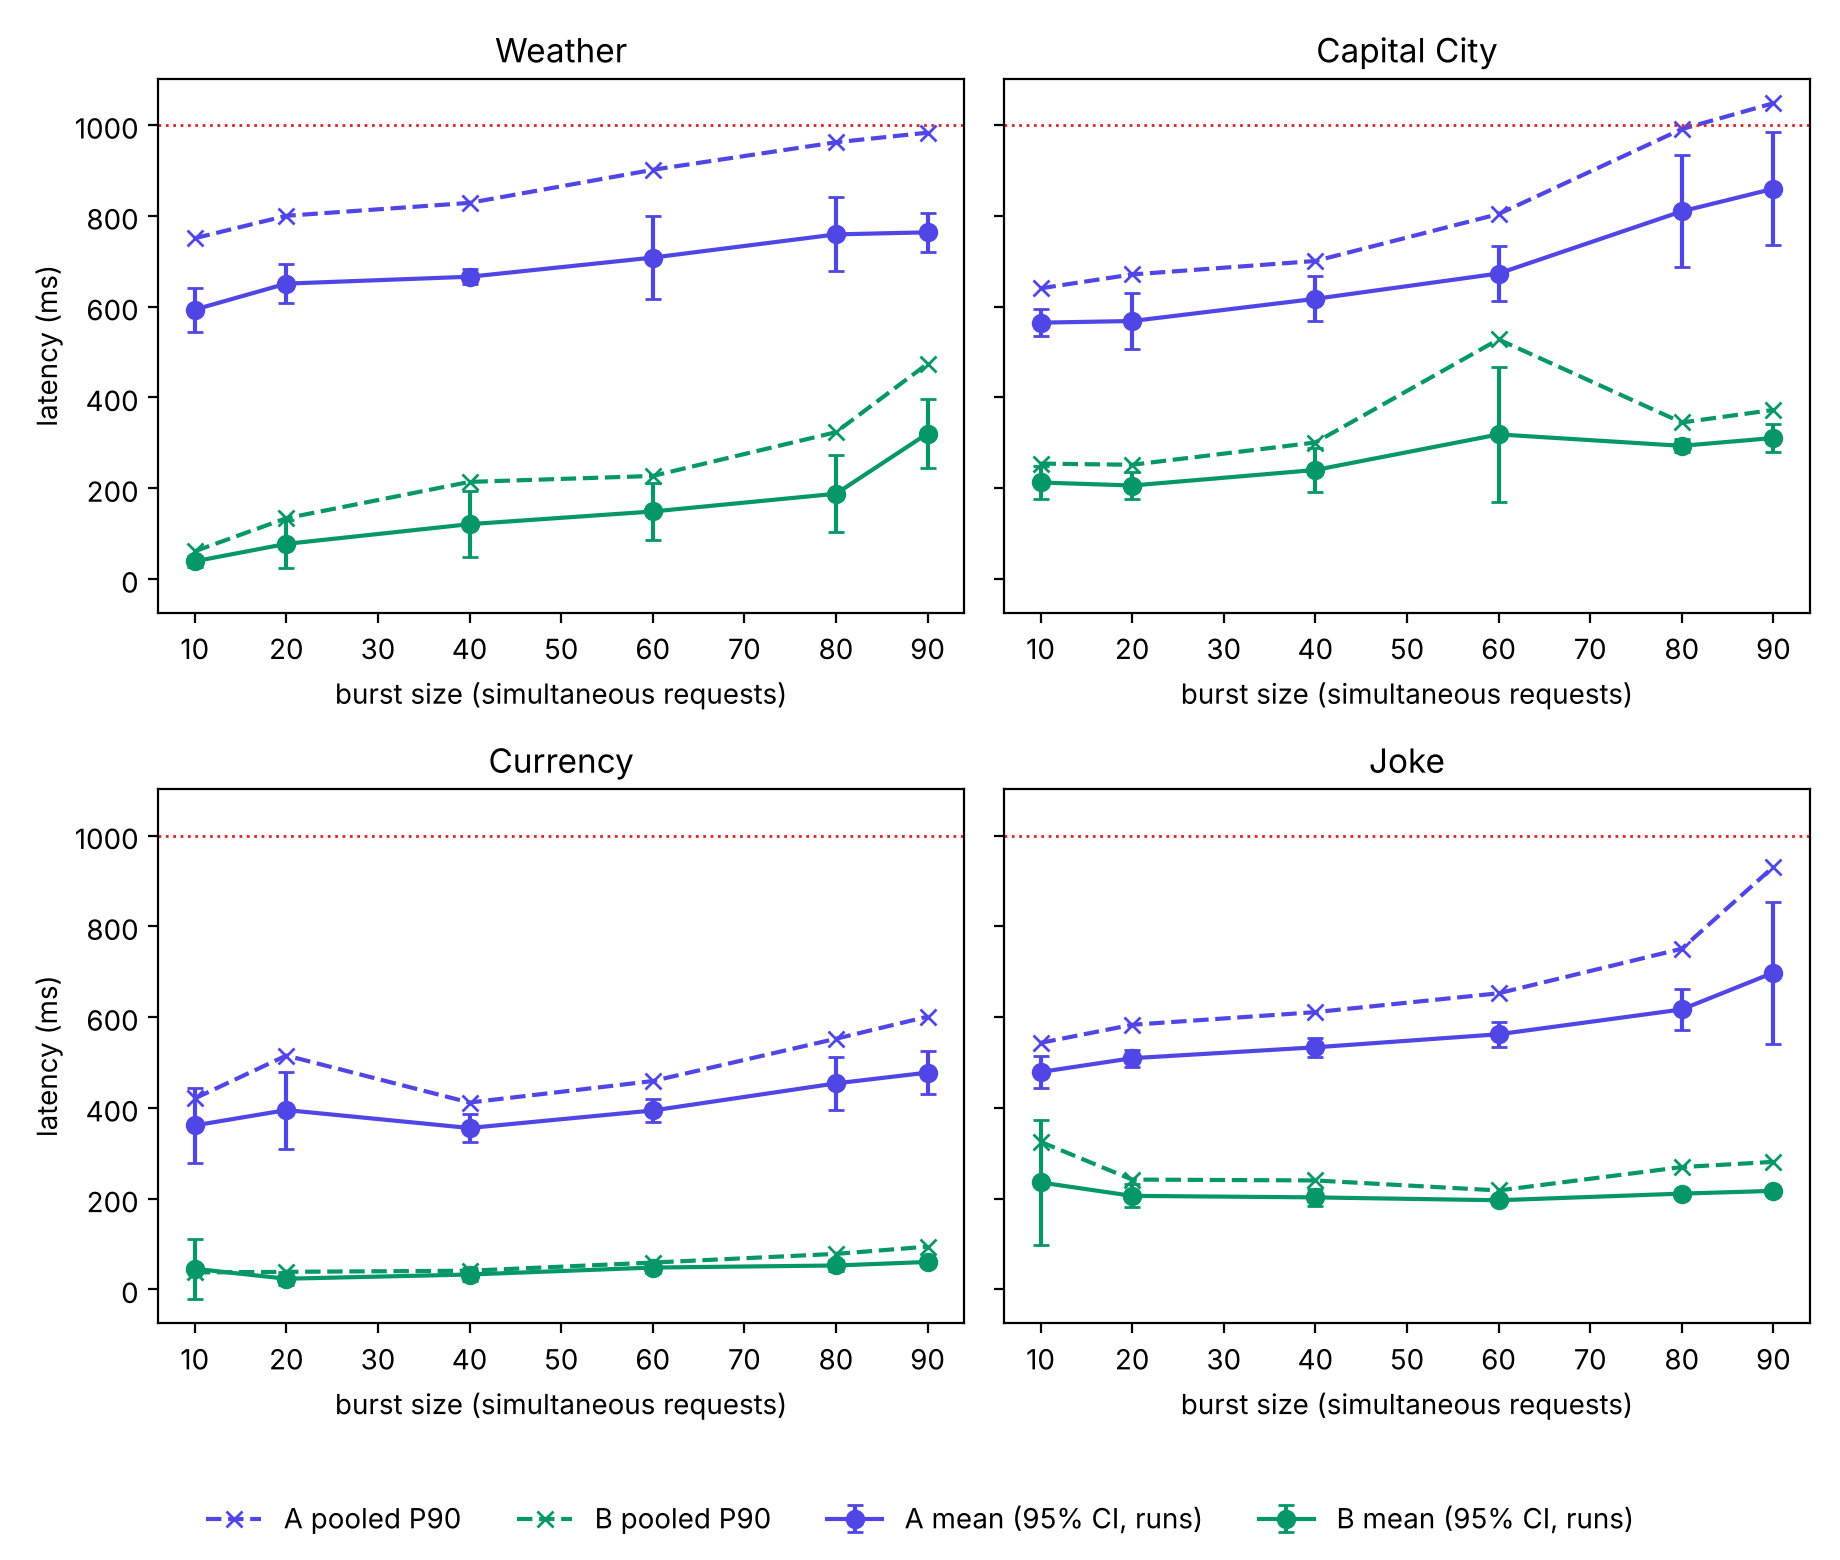 Weather
Capital City
1000
800
600
400
200
0
latency (ms)
10 20 30 40 50 60 70 80 90
10 20 30 40 50 60 70 80 90
burst size (simultaneous requests)
burst size (simultaneous requests)
Currency
Joke
1000
800
600
400
200
0
latency (ms)
10 20 30 40 50 60 70 80 90
10 20 30 40 50 60 70 80 90
burst size (simultaneous requests)
burst size (simultaneous requests)
A pooled P90 B pooled P90 A mean (95% CI, runs) B mean (95% CI, runs)